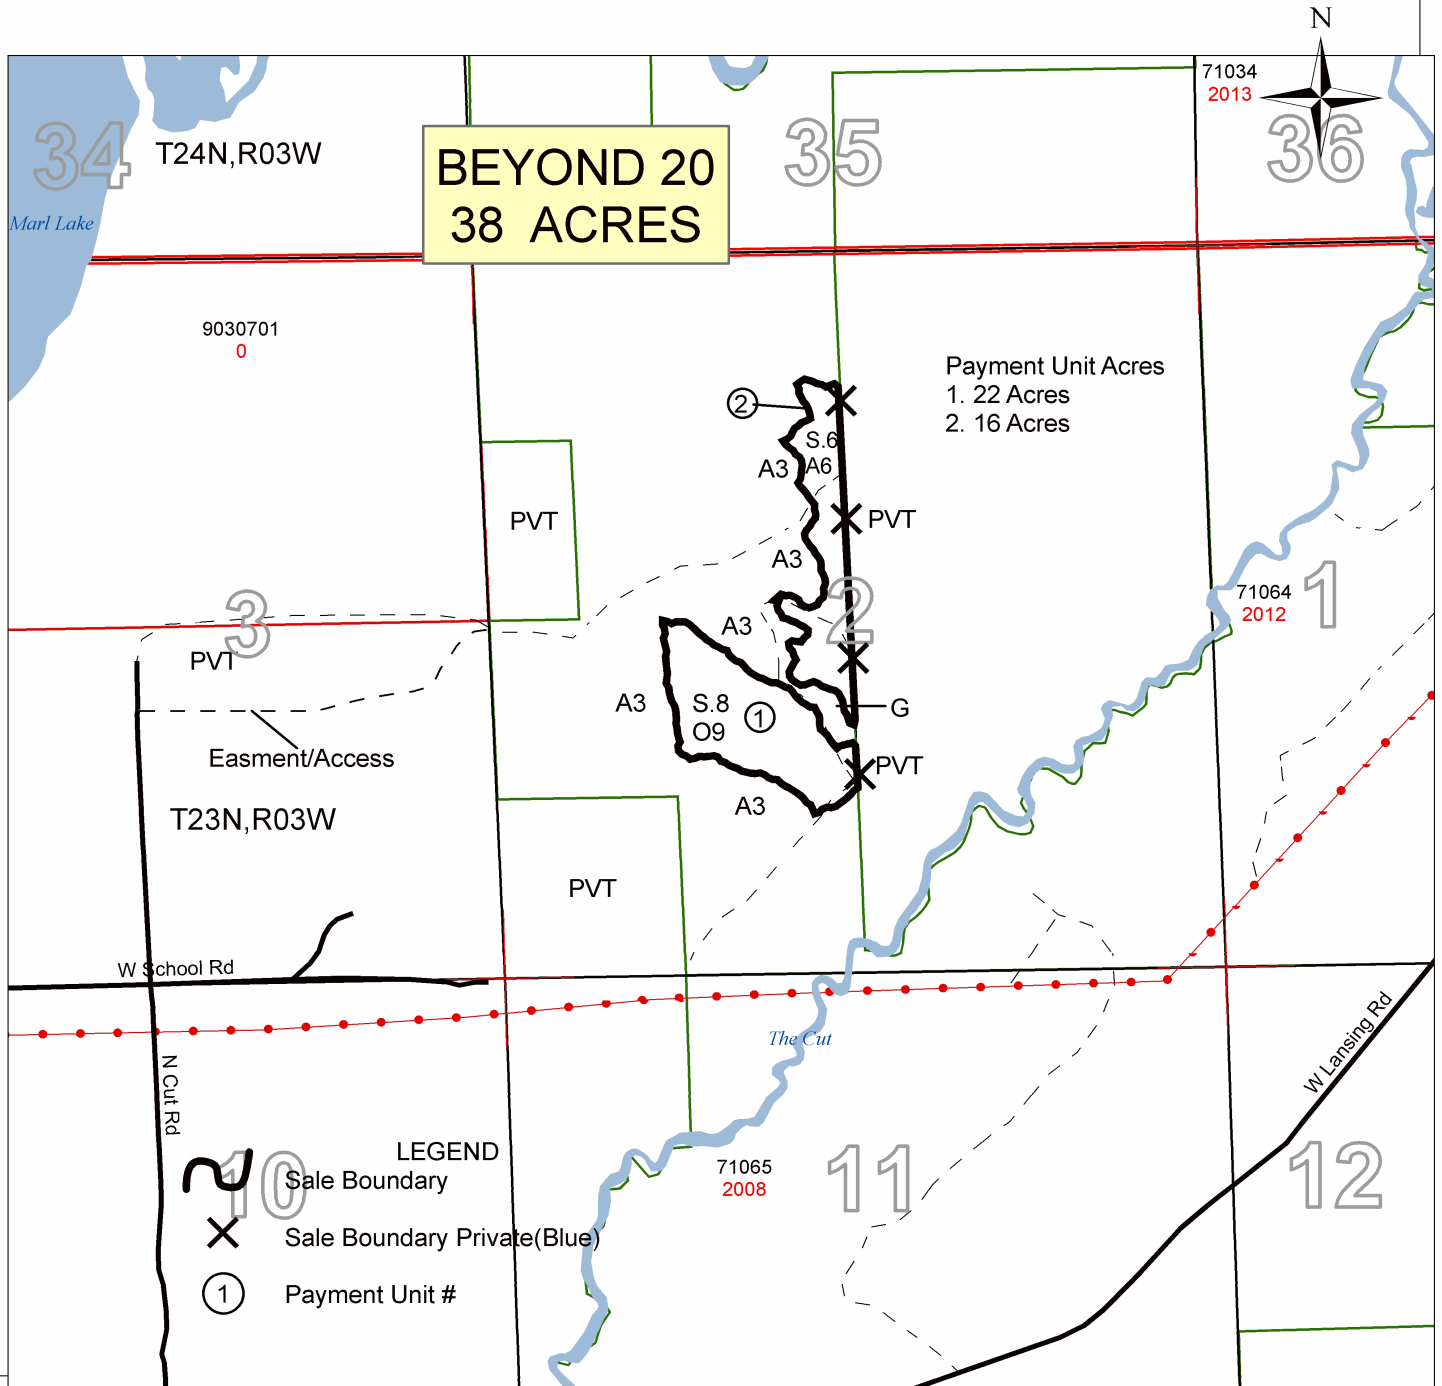 N
71034
2013
34
T24N,R03W
BEYOND 20
38 ACRES
35
36
Marl Lake
9030701
0
Payment Unit Acres
1. 22 Acres
2. 16 Acres
2
S.6
A3
A6
PVT
PVT
A3
3
2
71064
2012
1
A3
PVT
A3
S.8
O9
1
G
Easment/Access
PVT
A3
T23N,R03W
PVT
W School Rd
The Cut
N Cut Rd
W Lansing Rd
LEGEND
10
Sale Boundary
71065
2008
11
12
Sale Boundary Private(Blue)
1
Payment Unit #